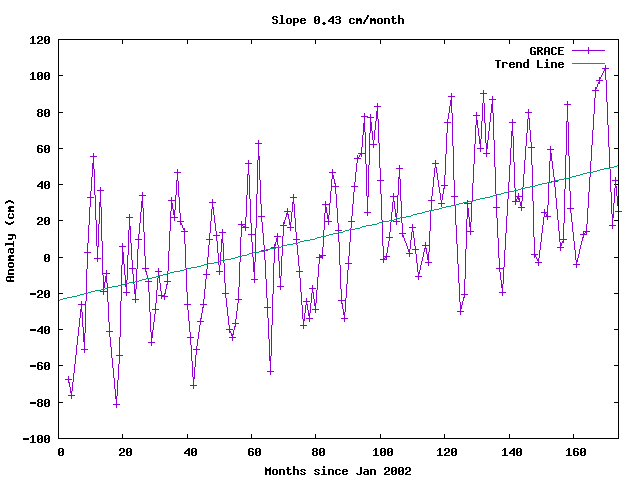 Slope 0.43 cm/month
GRACE
Trend Line
120
100
80
60
40
20
0
-20
-40
-60
-80
-100
Anomaly (cm)
0 20 40 60 80 100 120 140 160
Months since Jan 2002